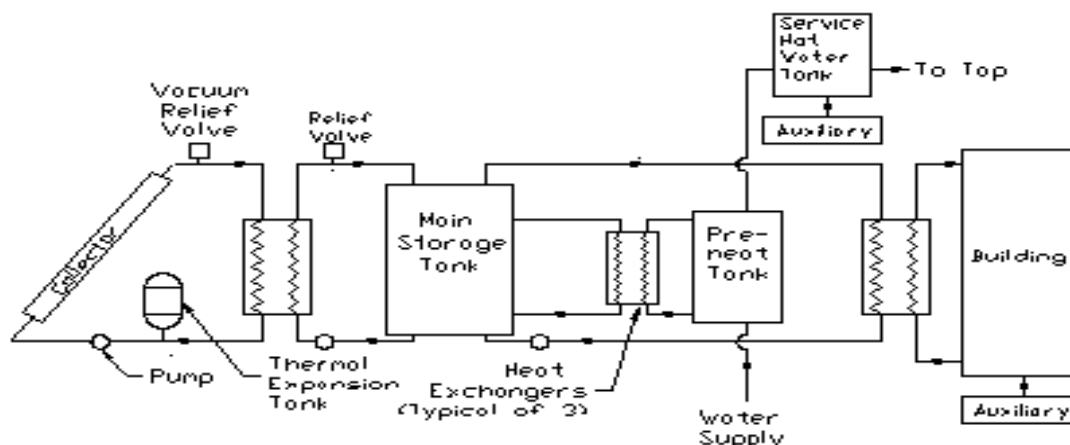 Service
Hot
Water
Tank
To Top
Auxiliary
Vacuum
Relief
Valve
Relief
Valve
Collector
Main
Storage
Tank
Pre-
heat
Tank
Building
Pump
Thermal
Expansion
Tank
Heat
Exchangers
(Typical of 3)
Water
Supply
Auxiliary